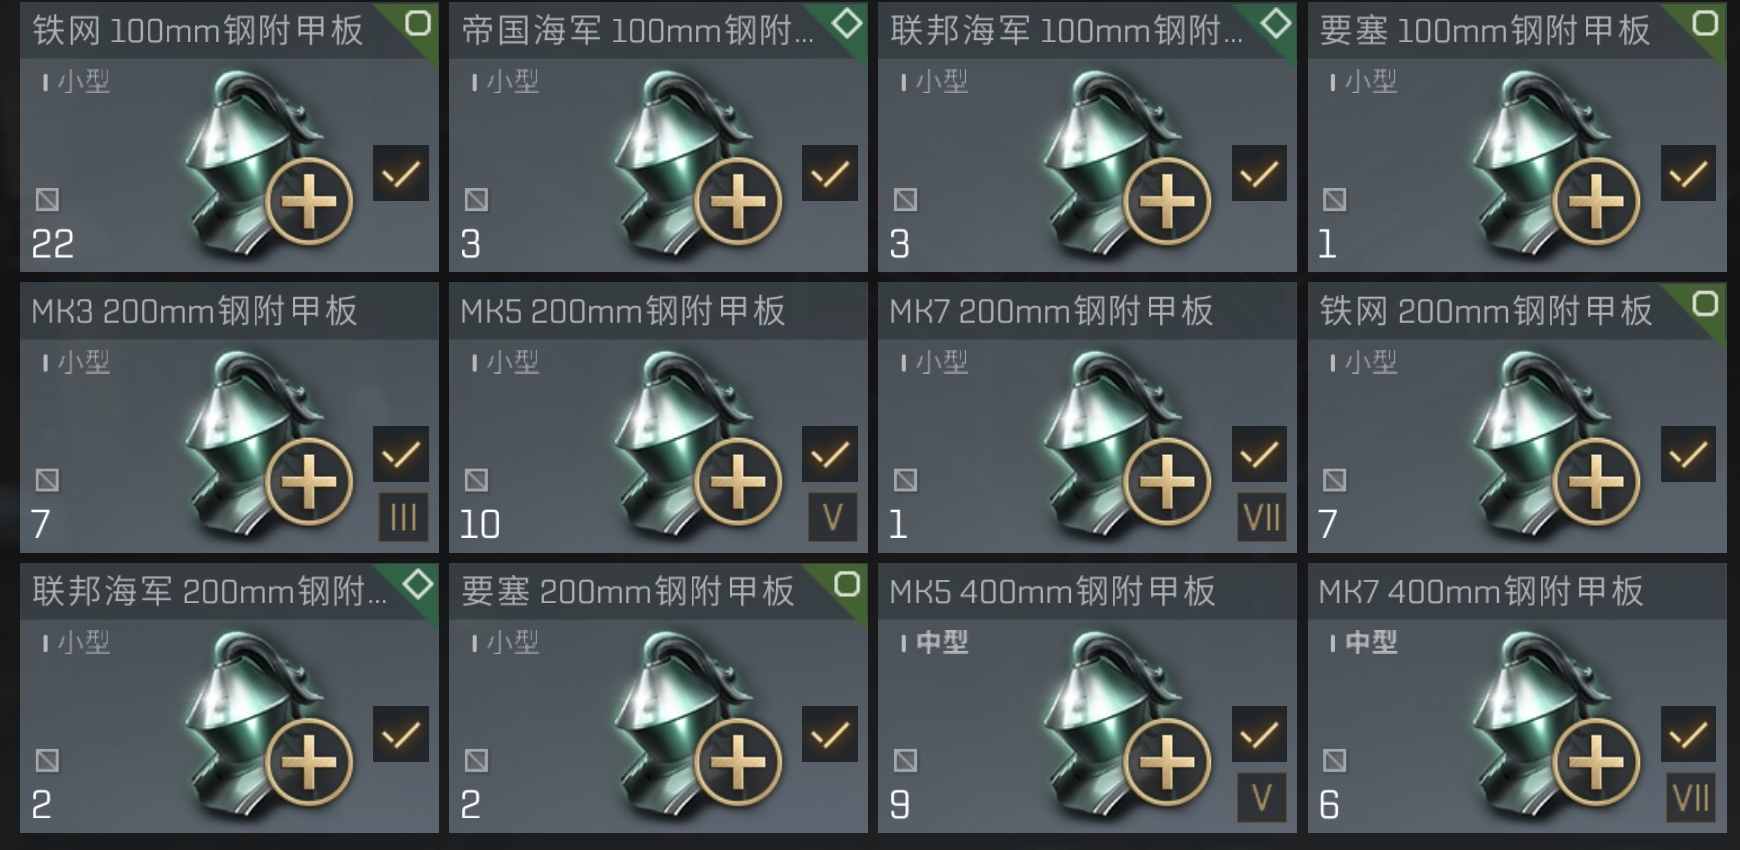 铁网 100mm钢附甲板
小型
22
帝国海军 100mm钢附...
小型
3
联邦海军 100mm钢附...
小型
3
要塞 100mm钢附甲板
小型
1
MK3 200mm钢附甲板
小型
7
III
MK5 200mm钢附甲板
小型
10
V
MK7 200mm钢附甲板
小型
1
VII
铁网 200mm钢附甲板
小型
7
联邦海军 200mm钢附...
小型
2
要塞 200mm钢附甲板
小型
2
MK5 400mm钢附甲板
中型
9
V
MK7 400mm钢附甲板
中型
6
VII